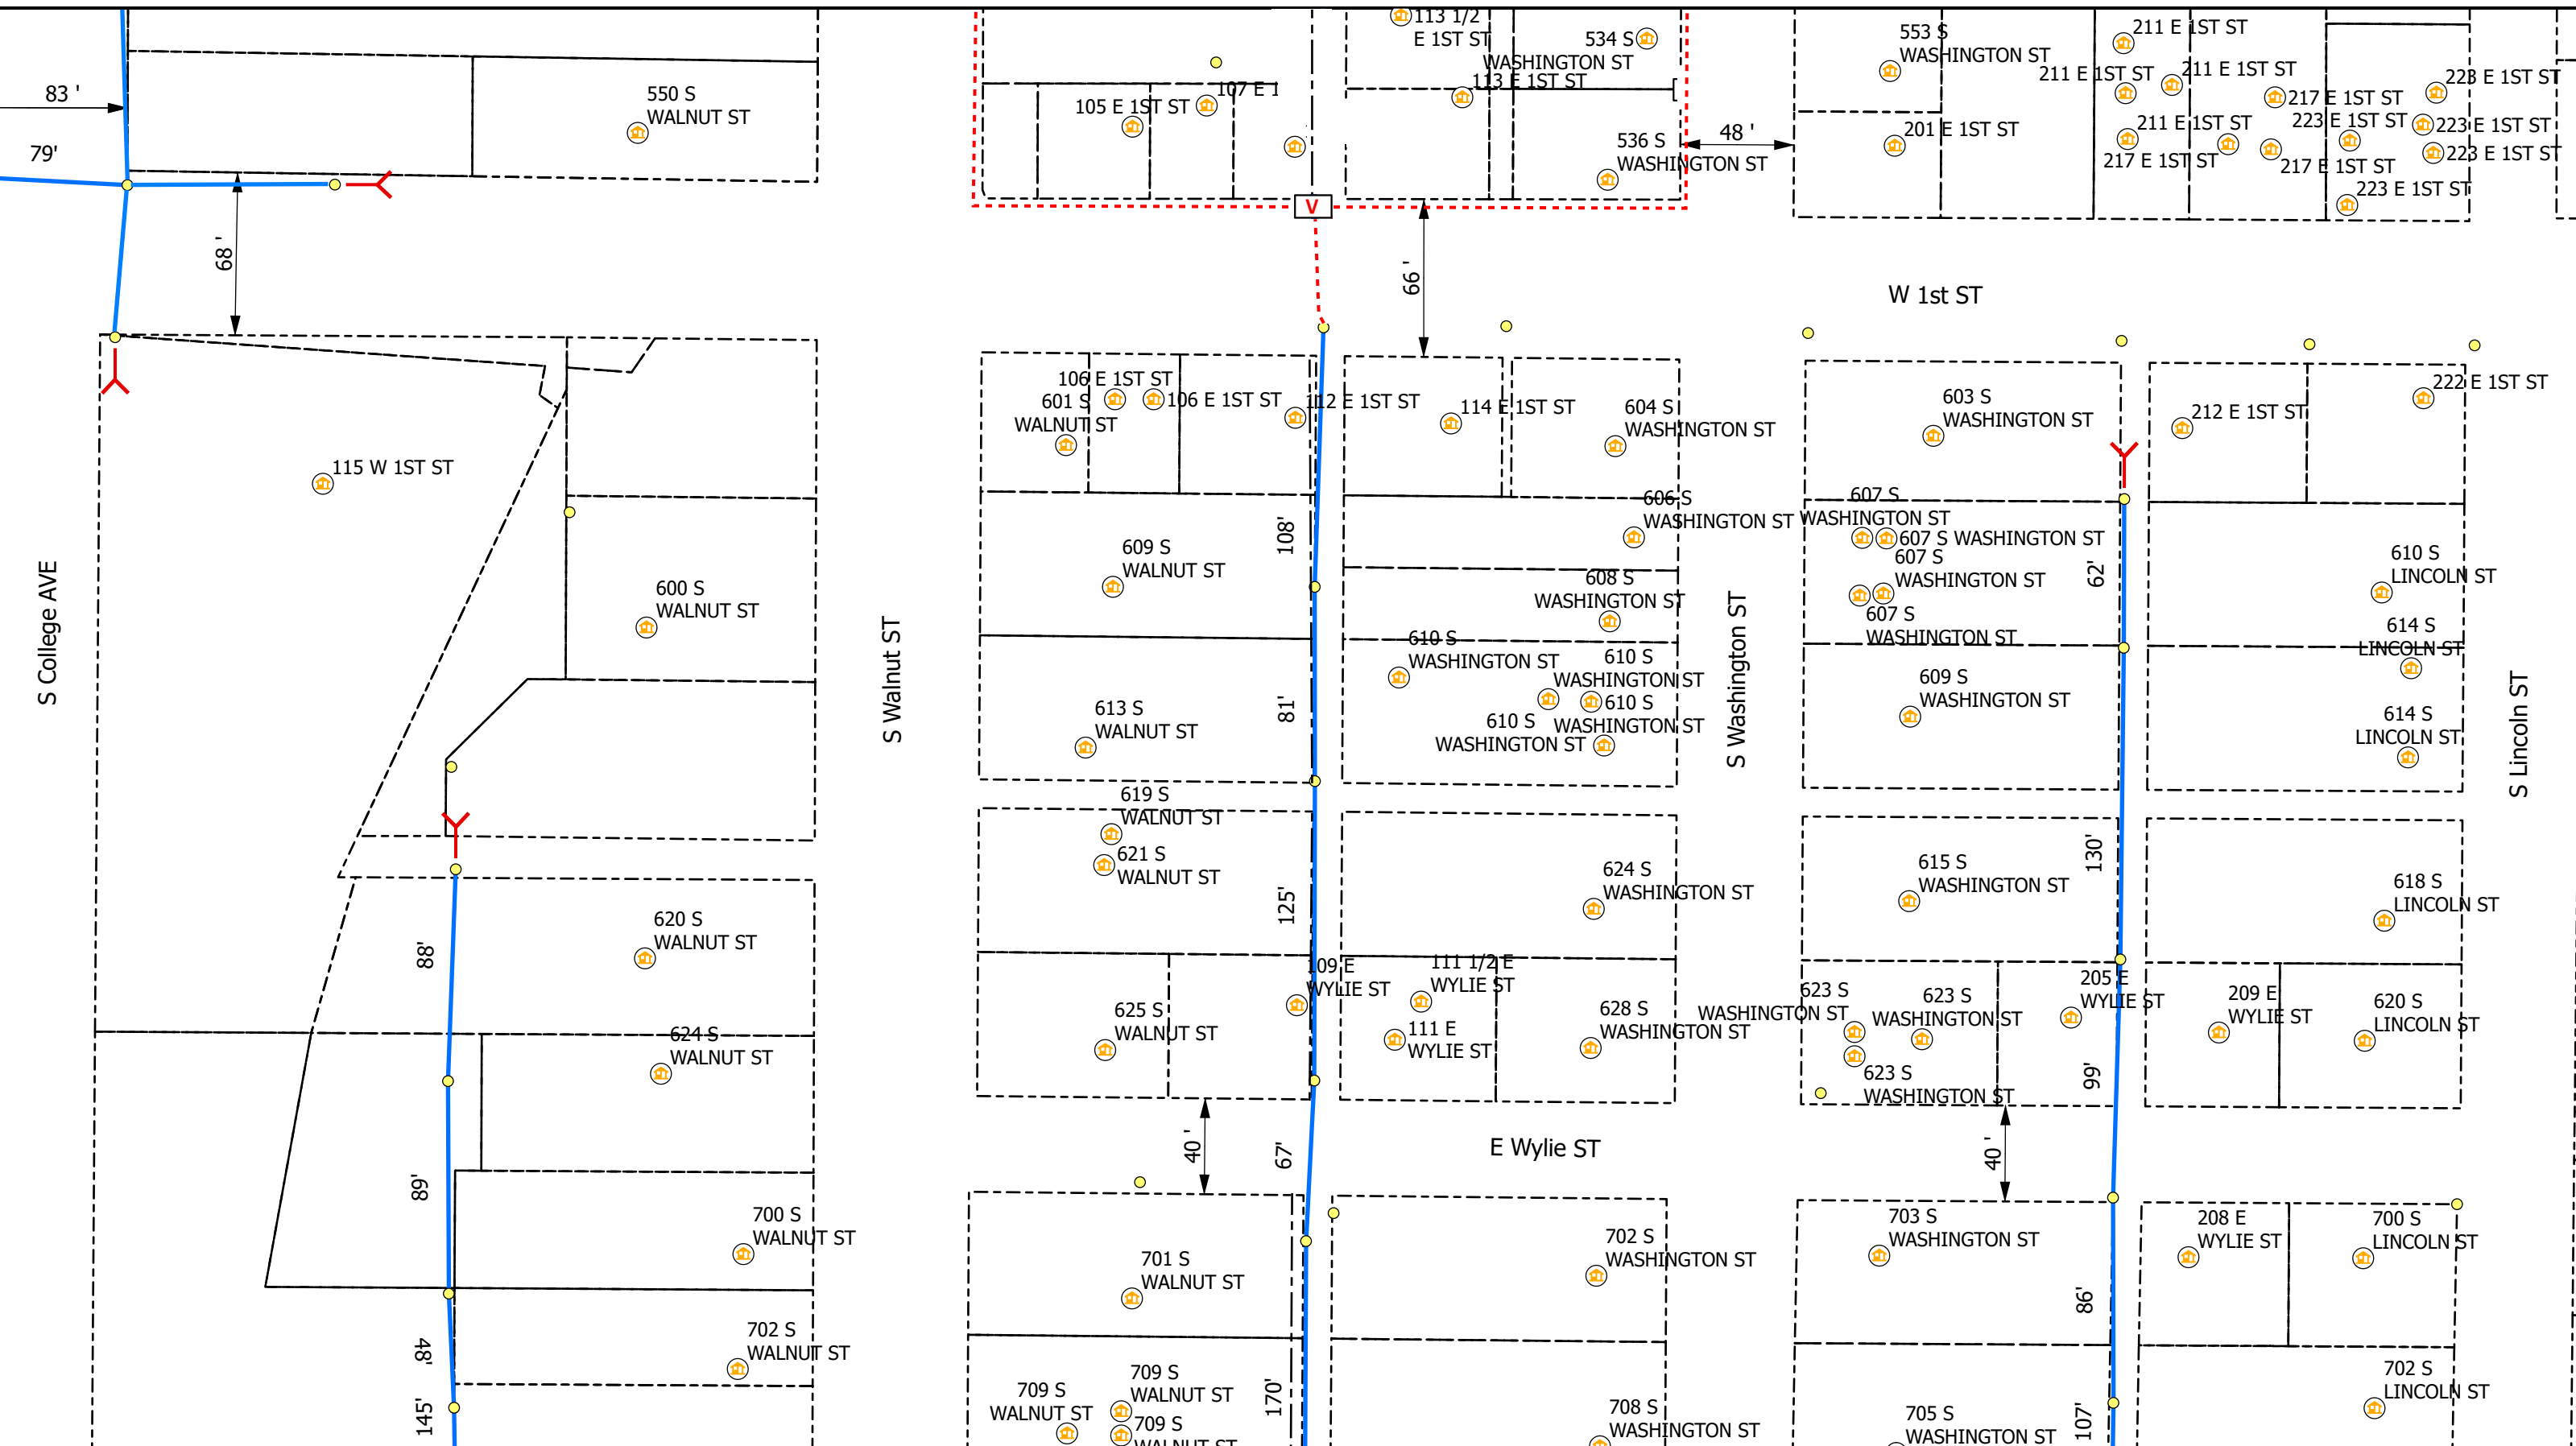 83 '
79'
550 S
WALNUT ST
68 '
105 E 1ST ST
107 E 1
113 1/2
E 1ST ST
534 S
WASHINGTON ST
113 E 1ST ST
536 S
WASHINGTON ST
48 '
V
66 '
553 S
WASHINGTON ST
201 E 1ST ST
211 E 1ST ST
211 E 1ST ST
211 E 1ST ST
211 E 1ST ST
217 E 1ST ST
217 E 1ST ST
217 E 1ST ST
223 E 1ST ST
223 E 1ST ST
223 E 1ST ST
223 E 1ST ST
223 E 1ST ST
W 1st ST
115 W 1ST ST
S College AVE
600 S
WALNUT ST
S Walnut ST
106 E 1ST ST
601 S
WALNUT ST
106 E 1ST ST
112 E 1ST ST
114 E 1ST ST
604 S
WASHINGTON ST
603 S
WASHINGTON ST
212 E 1ST ST
222 E 1ST ST
609 S
WALNUT ST
108'
606 S
WASHINGTON ST
608 S
WASHINGTON ST
607 S
WASHINGTON ST
607 S WASHINGTON ST
607 S
WASHINGTON ST
607 S
WASHINGTON ST
62'
610 S
LINCOLN ST
614 S
LINCOLN ST
614 S
LINCOLN ST
613 S
WALNUT ST
81'
610 S
WASHINGTON ST
610 S
WASHINGTON ST
610 S
WASHINGTON ST
610 S
WASHINGTON ST
S Washington ST
609 S
WASHINGTON ST
S Lincoln ST
619 S
WALNUT ST
621 S
WALNUT ST
125'
624 S
WASHINGTON ST
615 S
WASHINGTON ST
130'
618 S
LINCOLN ST
620 S
WALNUT ST
88'
624 S
WALNUT ST
625 S
WALNUT ST
109 E
WYLIE ST
111 1/2 E
WYLIE ST
111 E
WYLIE ST
628 S
WASHINGTON ST
623 S
WASHINGTON ST
623 S
WASHINGTON ST
623 S
WASHINGTON ST
205 E
WYLIE ST
99'
209 E
WYLIE ST
620 S
LINCOLN ST
89'
40 '
67'
E Wylie ST
40 '
700 S
WALNUT ST
701 S
WALNUT ST
702 S
WASHINGTON ST
703 S
WASHINGTON ST
86'
208 E
WYLIE ST
700 S
LINCOLN ST
48'
702 S
WALNUT ST
145'
709 S
WALNUT ST
709 S
WALNUT ST
709 S
WALNUT ST
170'
708 S
WASHINGTON ST
705 S
WASHINGTON ST
107'
702 S
LINCOLN ST